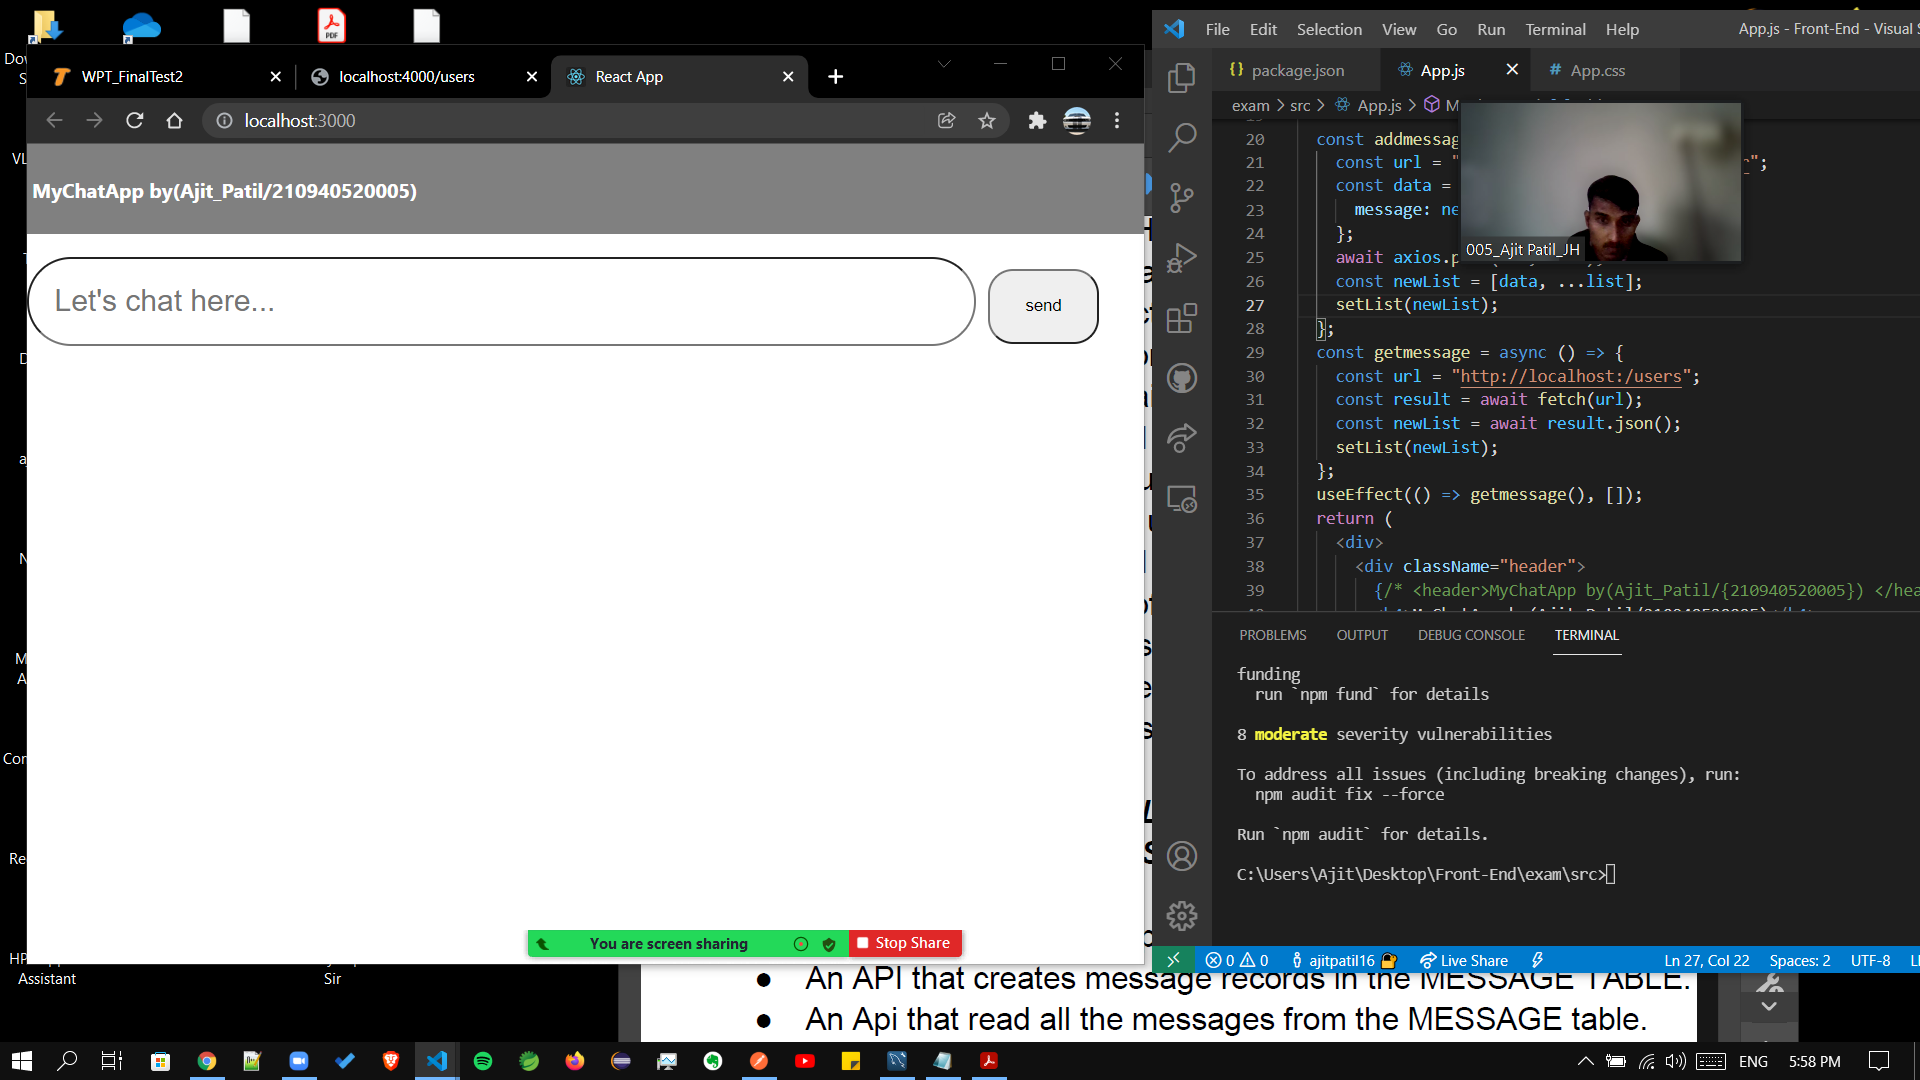 WPT_FinalTest2
localhost:4000/users
React App
localhost:3000
MyChatApp by(Ajit_Patil/210940520005)
Let's chat here...
send
You are screen sharing
Stop Share
Assistant
Sir
An API that creates message records in the MESSAGE TABLE.
An Api that read all the messages from the MESSAGE table.
File Edit Selection View Go Run Terminal Help
App.js - Front-End - Visual
package.json
App.js
App.css
exam > src > App.js >
005_Ajit Patil_JH
20 const
21 const url = " ";
22 const data =
23 message:
24 };
25 await
26 const newList = [data, ...list];
27 setList(newList);
28 };
29 const getmessage = async () => {
30 const url = "http://localhost:/users";
31 const result = await fetch(url);
32 const newList = await result.json();
33 setList(newList);
34 };
35 useEffect(() => getmessage(), []);
36 return (
37 <div>
38 <div className="header">
39 {/* <header>MyChatApp by(Ajit_Patil/{210940520005}) </hea
PROBLEMS OUTPUT DEBUG CONSOLE TERMINAL
funding
run `npm fund` for details
8 moderate severity vulnerabilities
To address all issues (including breaking changes), run:
npm audit fix --force
Run `npm audit` for details.
C:\Users\Ajit\Desktop\Front-End\exam\src>
0 0 ajitpatil16 Live Share Ln 27, Col 22 Spaces: 2 UTF-8
ENG 5:58 PM